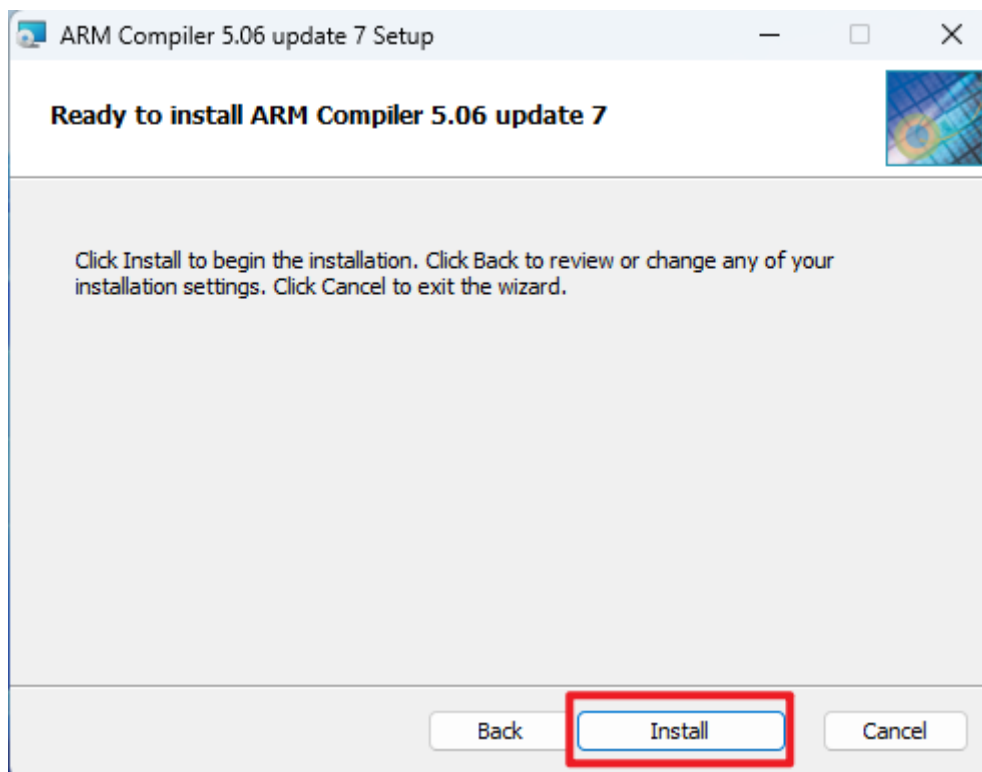 ARM Compiler 5.06 update 7 Setup
Ready to install ARM Compiler 5.06 update 7
Click Install to begin the installation. Click Back to review or change any of your
installation settings. Click Cancel to exit the wizard.
Back
Install
Cancel